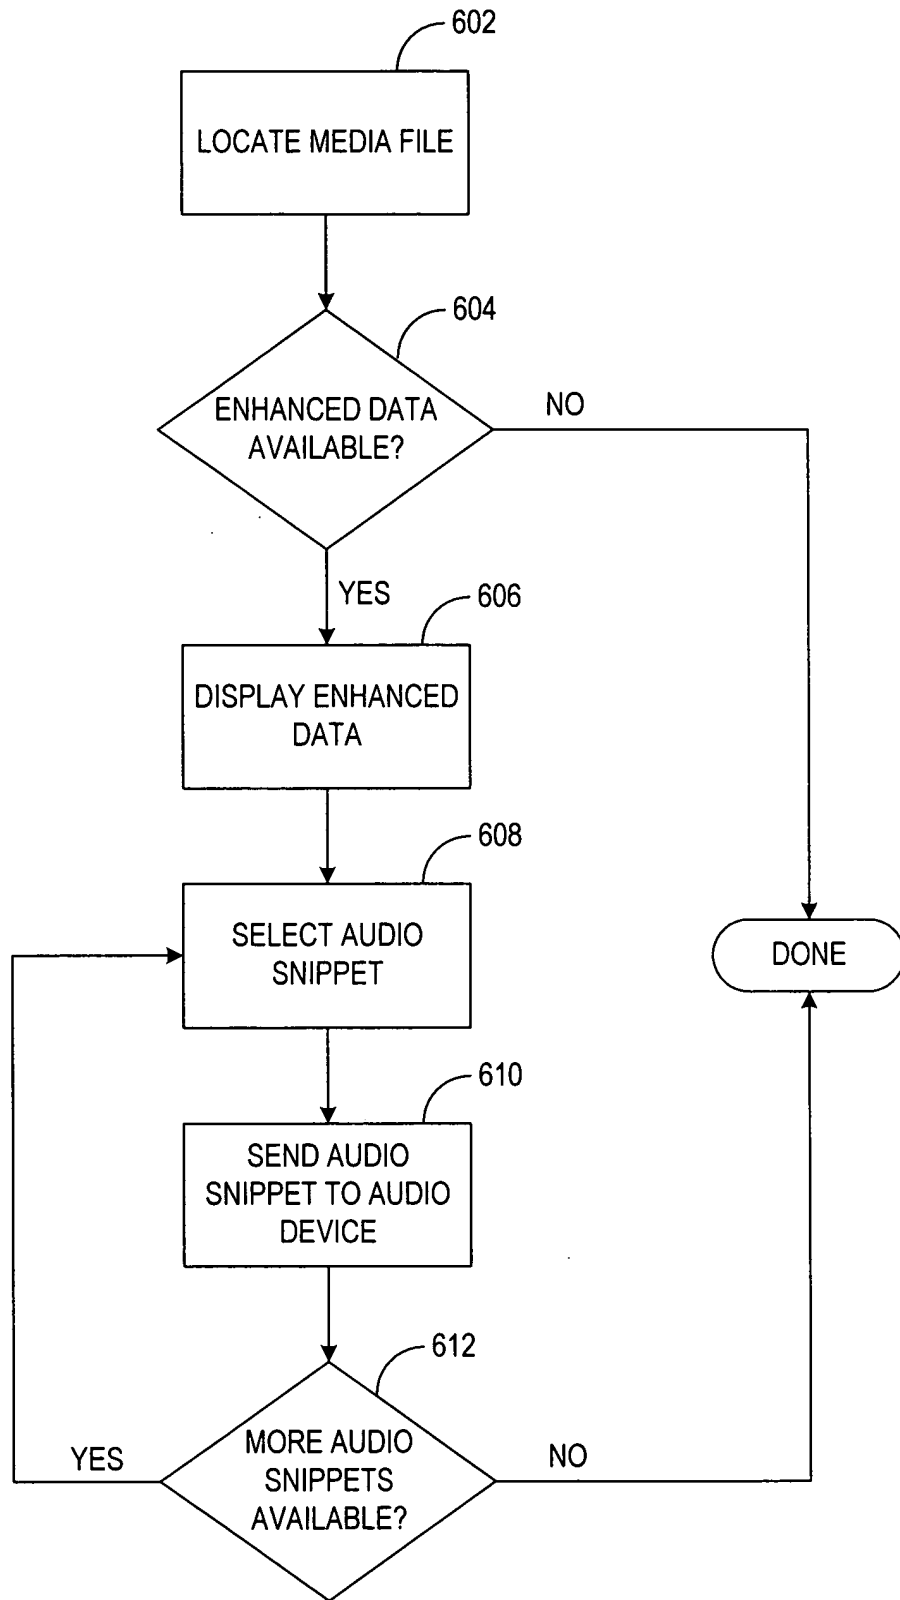 602
LOCATE MEDIA FILE
604
ENHANCED DATA
AVAILABLE?
NO
YES
606
DISPLAY ENHANCED
DATA
608
SELECT AUDIO
SNIPPET
DONE
610
SEND AUDIO
SNIPPET TO AUDIO
DEVICE
612
YES
MORE AUDIO
SNIPPETS
AVAILABLE?
NO